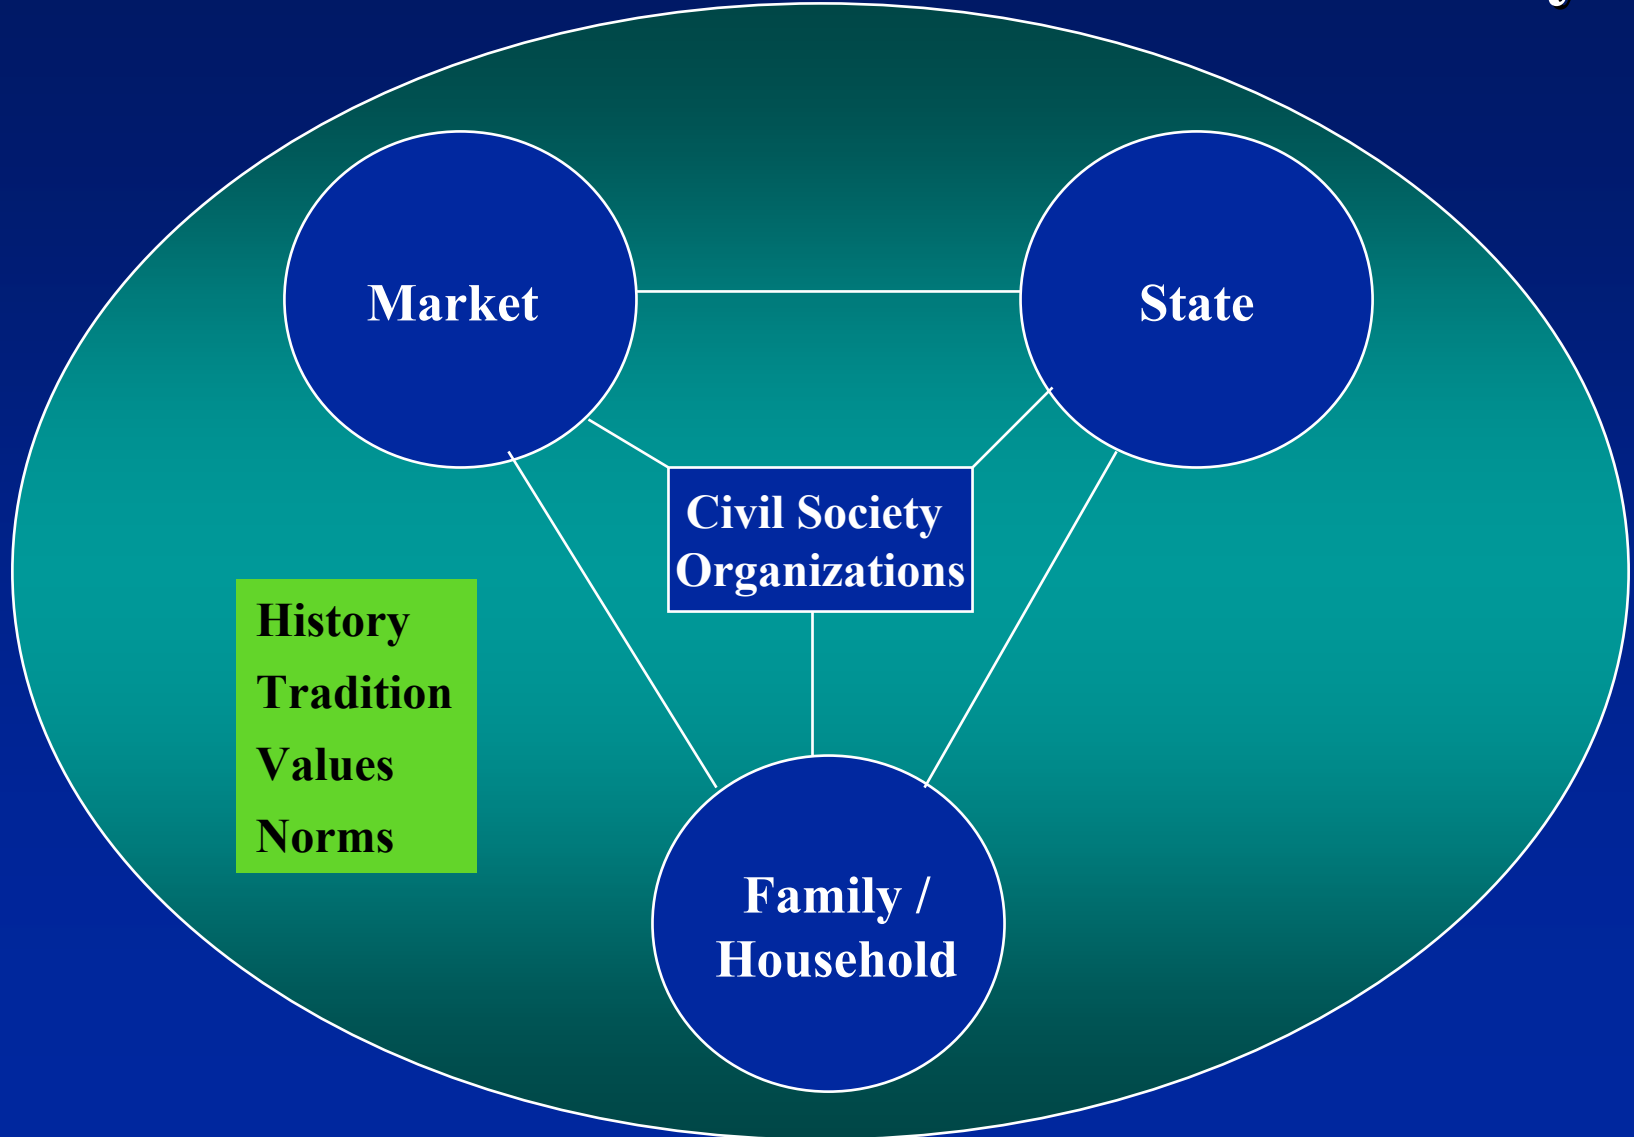 Market
State
Civil Society
Organizations
History
Tradition
Values
Norms
Family /
Household